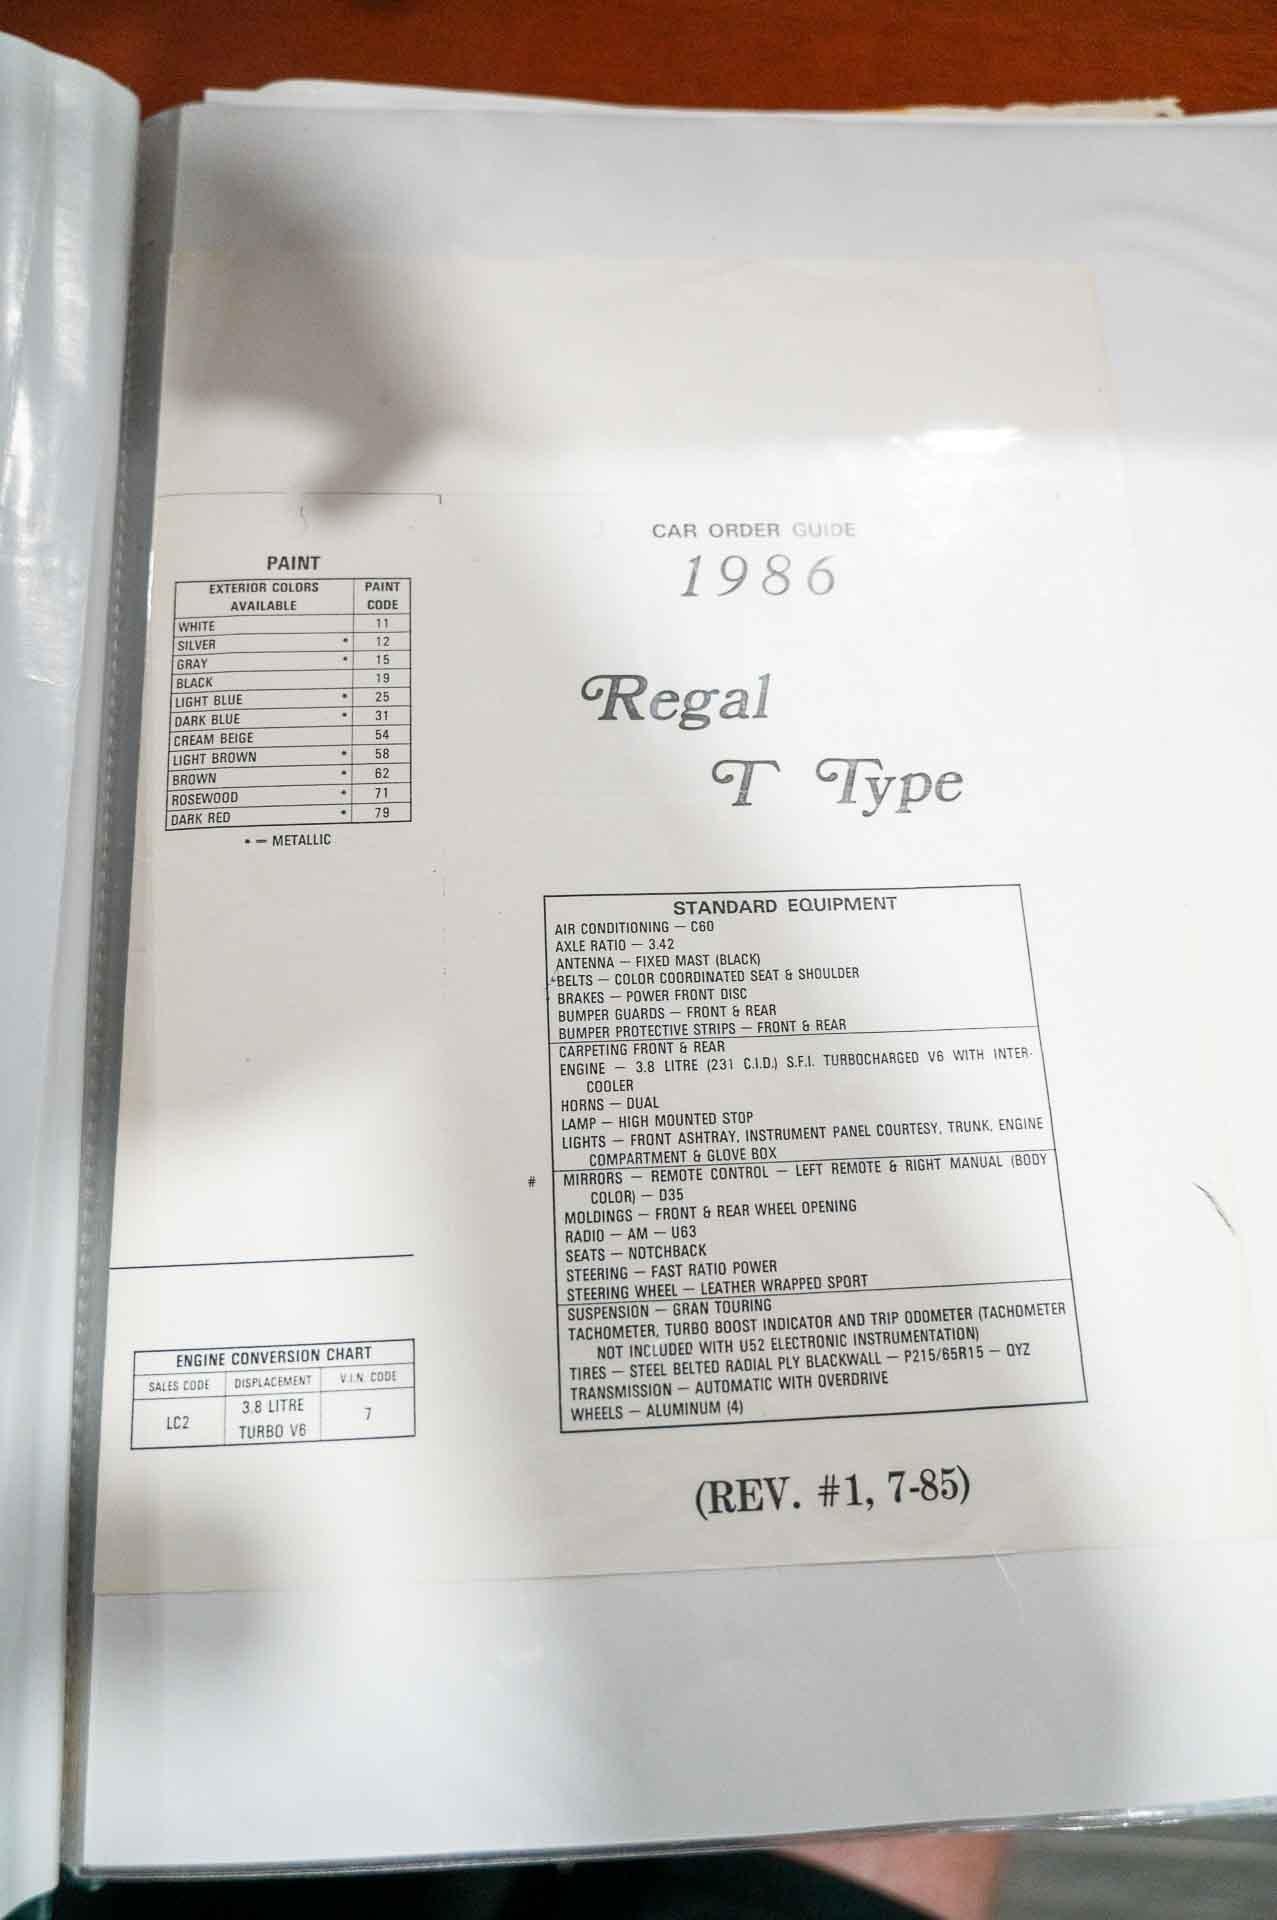 PAINT
EXTERIOR COLORS AVAILABLE PAINT CODE
WHITE 11
SILVER * 12
GRAY * 15
BLACK 19
LIGHT BLUE * 25
DARK BLUE * 31
CREAM BEIGE 54
LIGHT BROWN * 58
BROWN * 62
ROSEWOOD * 71
DARK RED * 79
* — METALLIC
ENGINE CONVERSION CHART
SALES CODE DISPLACEMENT V.I.N. CODE
LC2 3.8 LITRE TURBO V6 7
CAR ORDER GUIDE
1986
Regal
T Type
STANDARD EQUIPMENT
AIR CONDITIONING — C60
AXLE RATIO — 3.42
ANTENNA — FIXED MAST (BLACK)
BELTS — COLOR COORDINATED SEAT & SHOULDER
BRAKES — POWER FRONT DISC
BUMPER GUARDS — FRONT & REAR
BUMPER PROTECTIVE STRIPS — FRONT & REAR
CARPETING FRONT & REAR
ENGINE — 3.8 LITRE (231 C.I.D.) S.F.I. TURBOCHARGED V6 WITH INTER-
COOLER
HORNS — DUAL
LAMP — HIGH MOUNTED STOP
LIGHTS — FRONT ASHTRAY, INSTRUMENT PANEL COURTESY, TRUNK, ENGINE
COMPARTMENT & GLOVE BOX
# MIRRORS — REMOTE CONTROL — LEFT REMOTE & RIGHT MANUAL (BODY
COLOR) — D35
MOLDINGS — FRONT & REAR WHEEL OPENING
RADIO — AM — U63
SEATS — NOTCHBACK
STEERING — FAST RATIO POWER
STEERING WHEEL — LEATHER WRAPPED SPORT
SUSPENSION — GRAN TOURING
TACHOMETER, TURBO BOOST INDICATOR AND TRIP ODOMETER (TACHOMETER
NOT INCLUDED WITH U52 ELECTRONIC INSTRUMENTATION)
TIRES — STEEL BELTED RADIAL PLY BLACKWALL — P215/65R15 — QYZ
TRANSMISSION — AUTOMATIC WITH OVERDRIVE
WHEELS — ALUMINUM (4)
(REV. #1, 7-85)